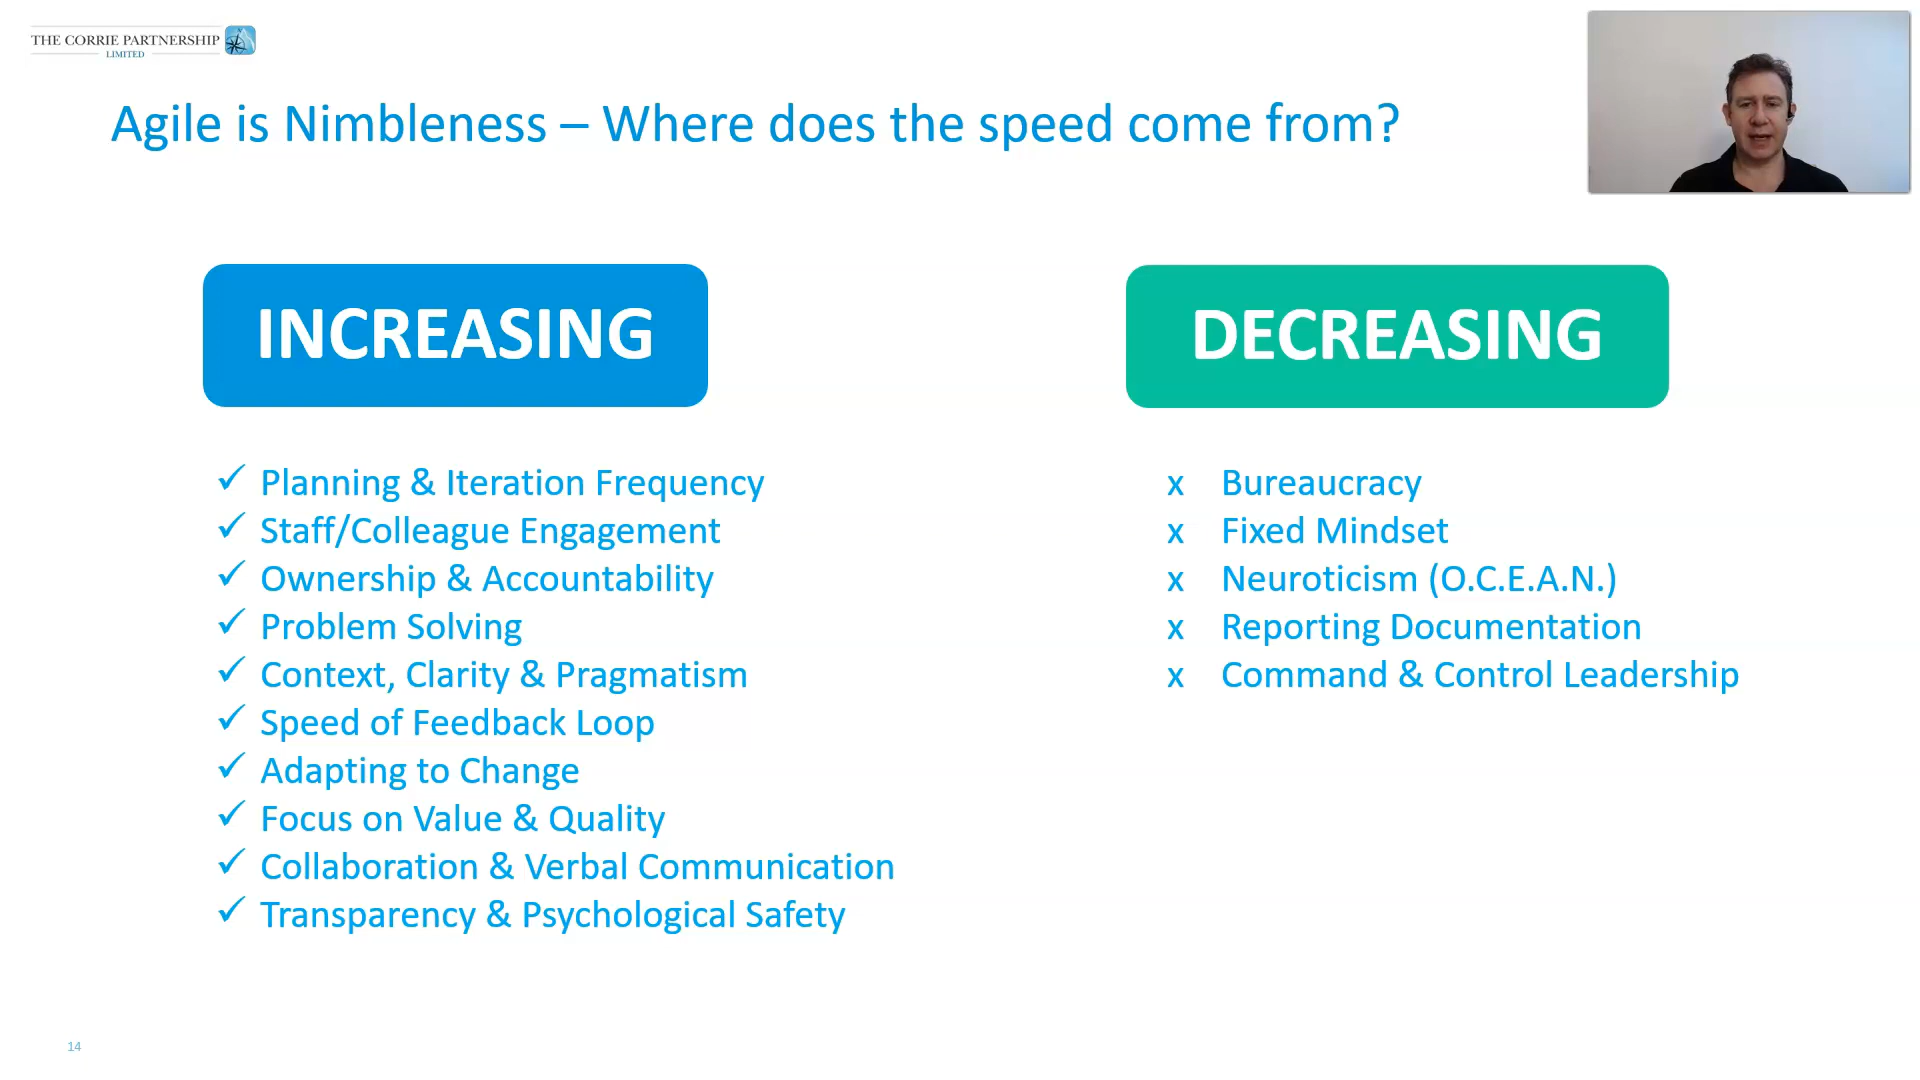 THE CORRIE PARTNERSHIP
LIMITED
Agile is Nimbleness – Where does the speed come from?
INCREASING
✓ Planning & Iteration Frequency
✓ Staff/Colleague Engagement
✓ Ownership & Accountability
✓ Problem Solving
✓ Context, Clarity & Pragmatism
✓ Speed of Feedback Loop
✓ Adapting to Change
✓ Focus on Value & Quality
✓ Collaboration & Verbal Communication
✓ Transparency & Psychological Safety
DECREASING
x Bureaucracy
x Fixed Mindset
x Neuroticism (O.C.E.A.N.)
x Reporting Documentation
x Command & Control Leadership
14